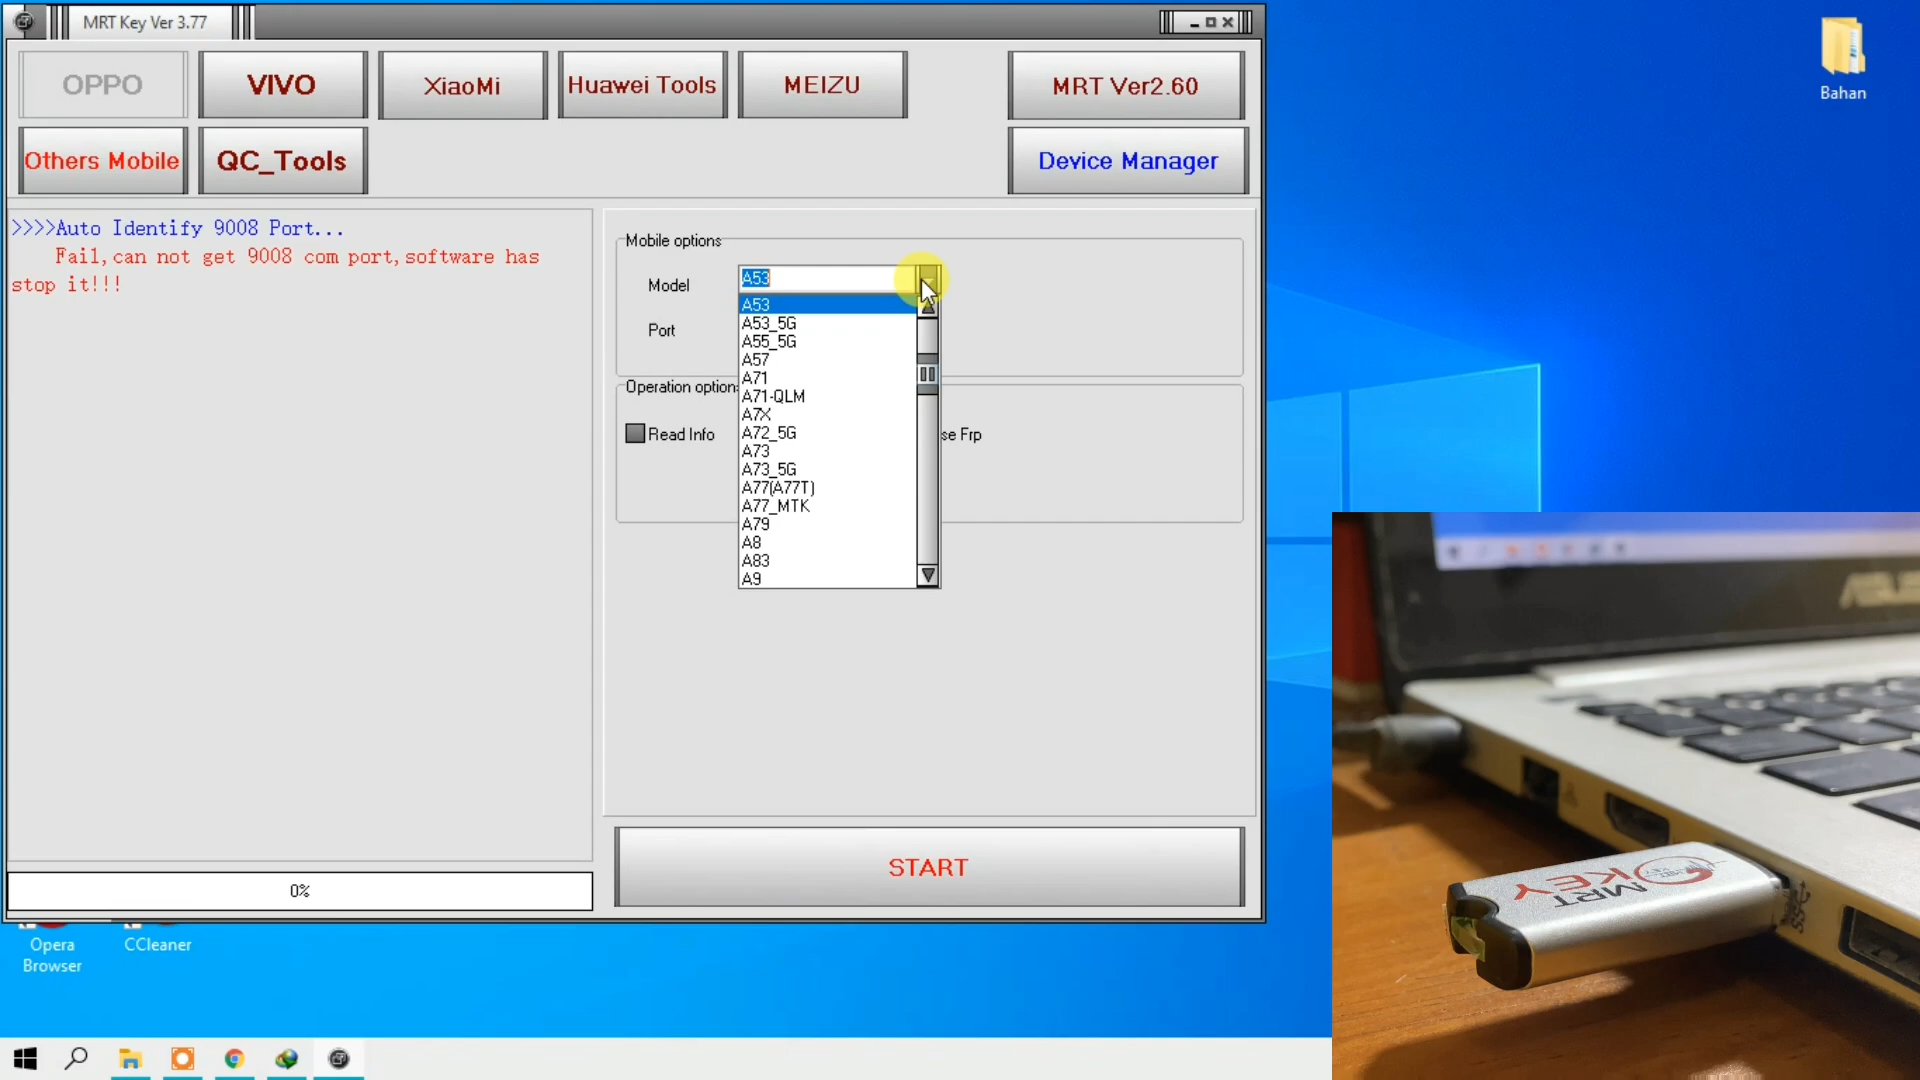 MRT Key Ver 3.77
OPPO
VIVO
XiaoMi
Huawei Tools
MEIZU
MRT Ver2.60
Others Mobile
QC_Tools
Device Manager
>>>>Auto Identify 9008 Port...
Fail,can not get 9008 com port,software has
stop it!!!
0%
Mobile options
Model
A53
Port
A53
A53_5G
A55_5G
A57
A71
A71-QLM
A7X
A72_5G
A73
A73_5G
A77(A77T)
A77_MTK
A79
A8
A83
A9
Operation option
Read Info
se Frp
START
Bahan
Opera
Browser
CCleaner
MRT
KEY